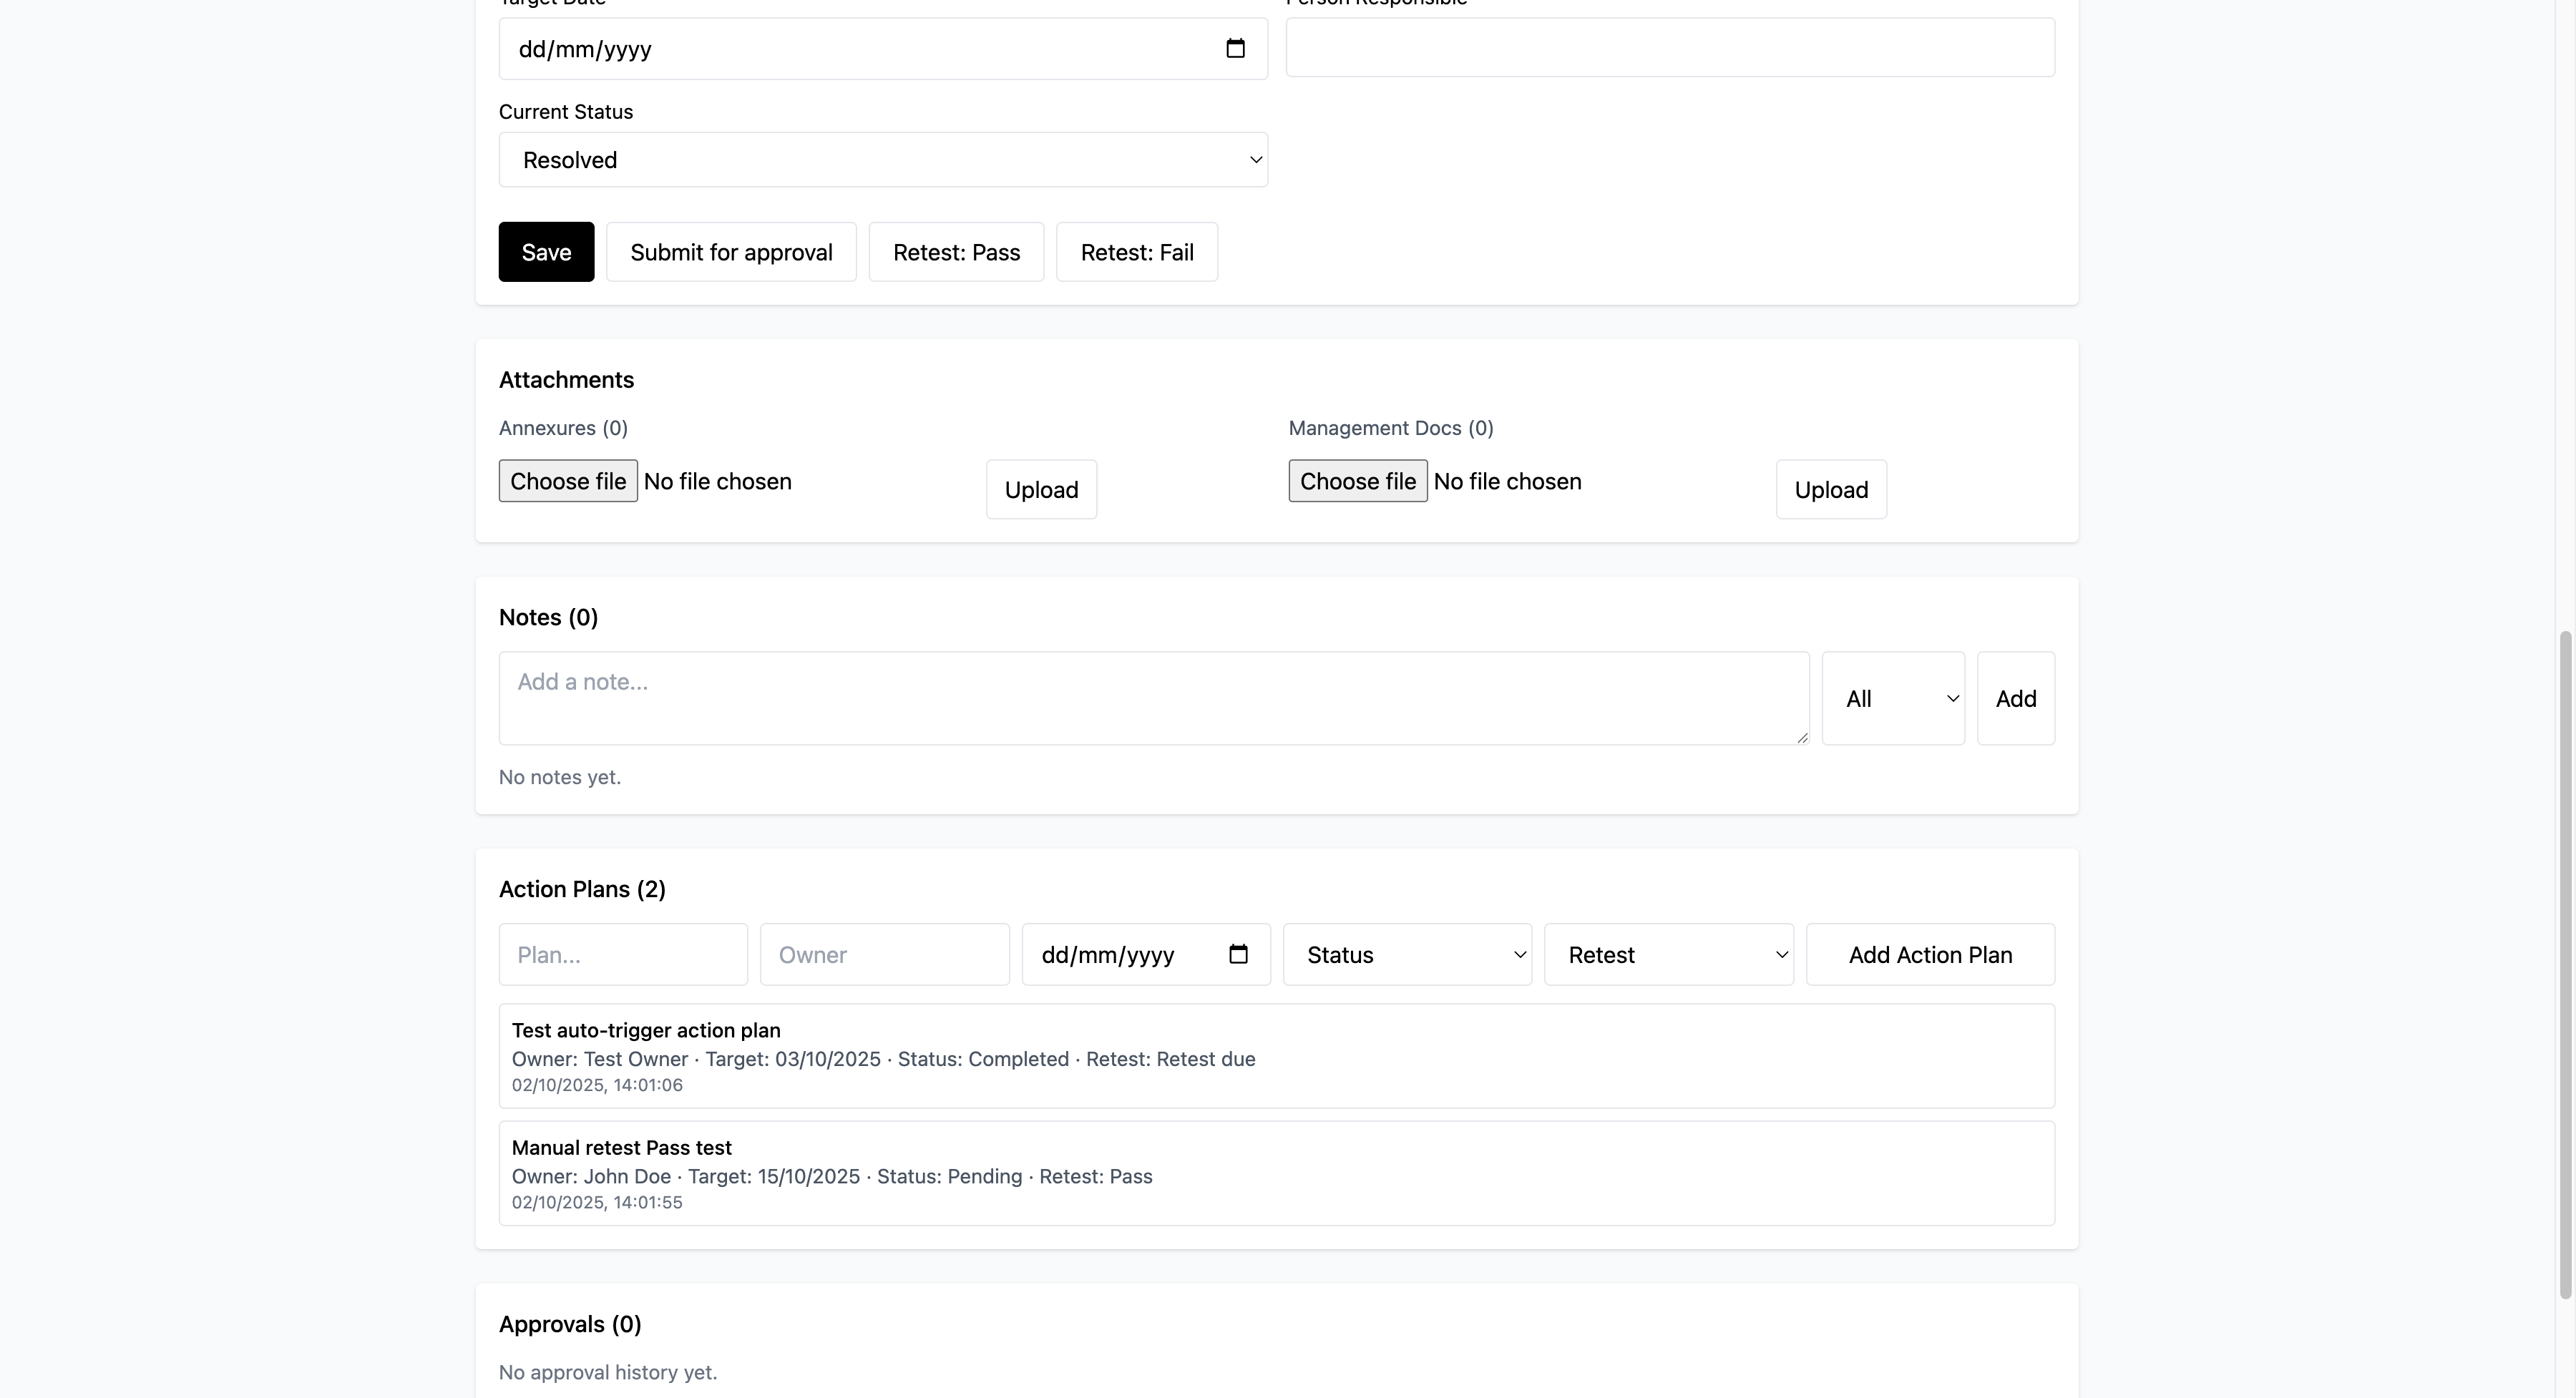 Target Date
Person Responsible
dd/mm/yyyy
Current Status
Resolved
Save
Submit for approval
Retest: Pass
Retest: Fail
Attachments
Annexures (0)
Management Docs (0)
Choose file No file chosen
Upload
Choose file No file chosen
Upload
Notes (0)
Add a note...
All
Add
No notes yet.
Action Plans (2)
Plan...
Owner
dd/mm/yyyy
Status
Retest
Add Action Plan
Test auto-trigger action plan
Owner: Test Owner · Target: 03/10/2025 · Status: Completed · Retest: Retest due
02/10/2025, 14:01:06
Manual retest Pass test
Owner: John Doe · Target: 15/10/2025 · Status: Pending · Retest: Pass
02/10/2025, 14:01:55
Approvals (0)
No approval history yet.